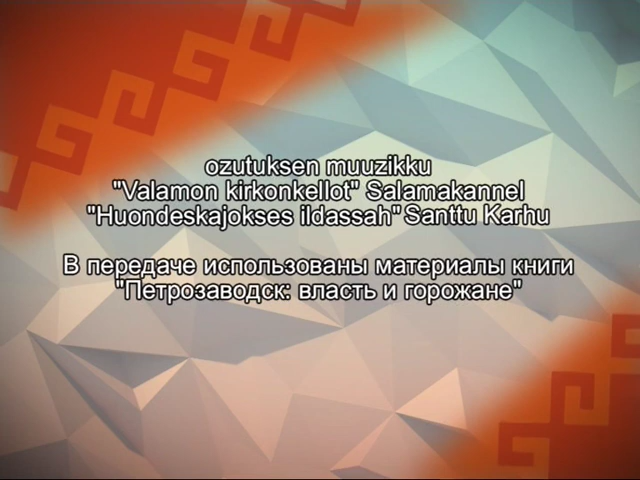 ozutuksen muuzikku
"Valamon kirkonkellot" Salamakannel
"Huondeskajokses ildassah" Santtu Karhu
В передаче использованы материалы книги
"Петрозаводск: власть и горожане"